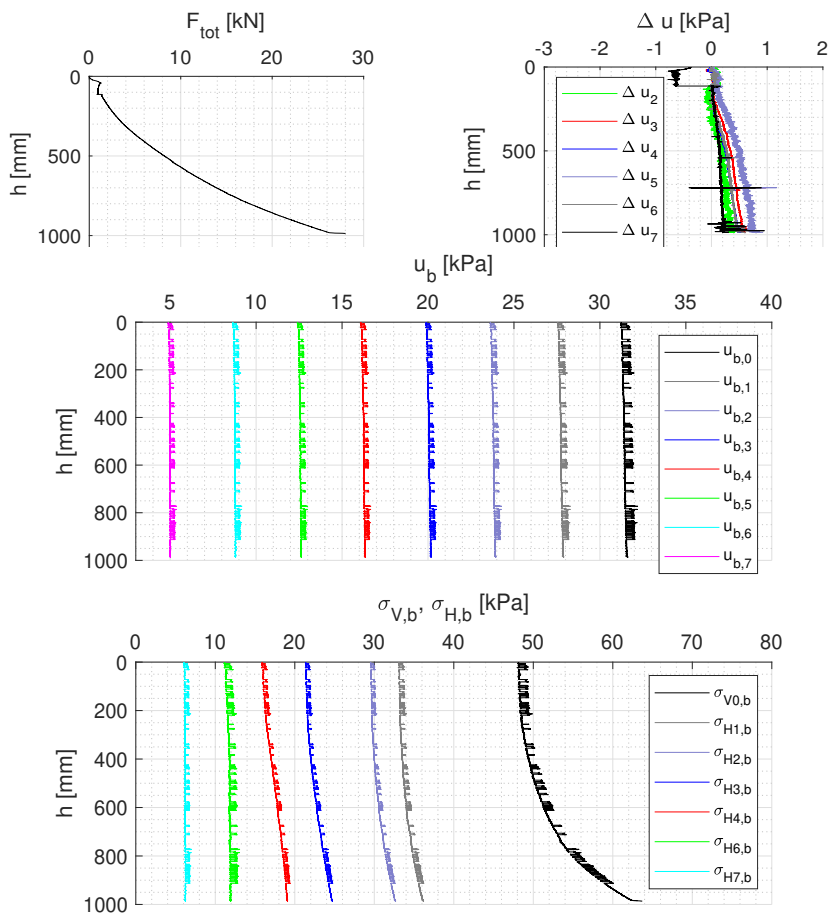 F_tot [kN]
0 10 20 30
h [mm]
0
500
1000
Δ u [kPa]
-3 -2 -1 0 1 2
h [mm]
0
500
1000
Δ u_2
Δ u_3
Δ u_4
Δ u_5
Δ u_6
Δ u_7
u_b [kPa]
5 10 15 20 25 30 35 40
h [mm]
0
200
400
600
800
1000
u_b,0
u_b,1
u_b,2
u_b,3
u_b,4
u_b,5
u_b,6
u_b,7
σ_V,b, σ_H,b [kPa]
0 10 20 30 40 50 60 70 80
h [mm]
0
200
400
600
800
1000
σ_V0,b
σ_H1,b
σ_H2,b
σ_H3,b
σ_H4,b
σ_H6,b
σ_H7,b